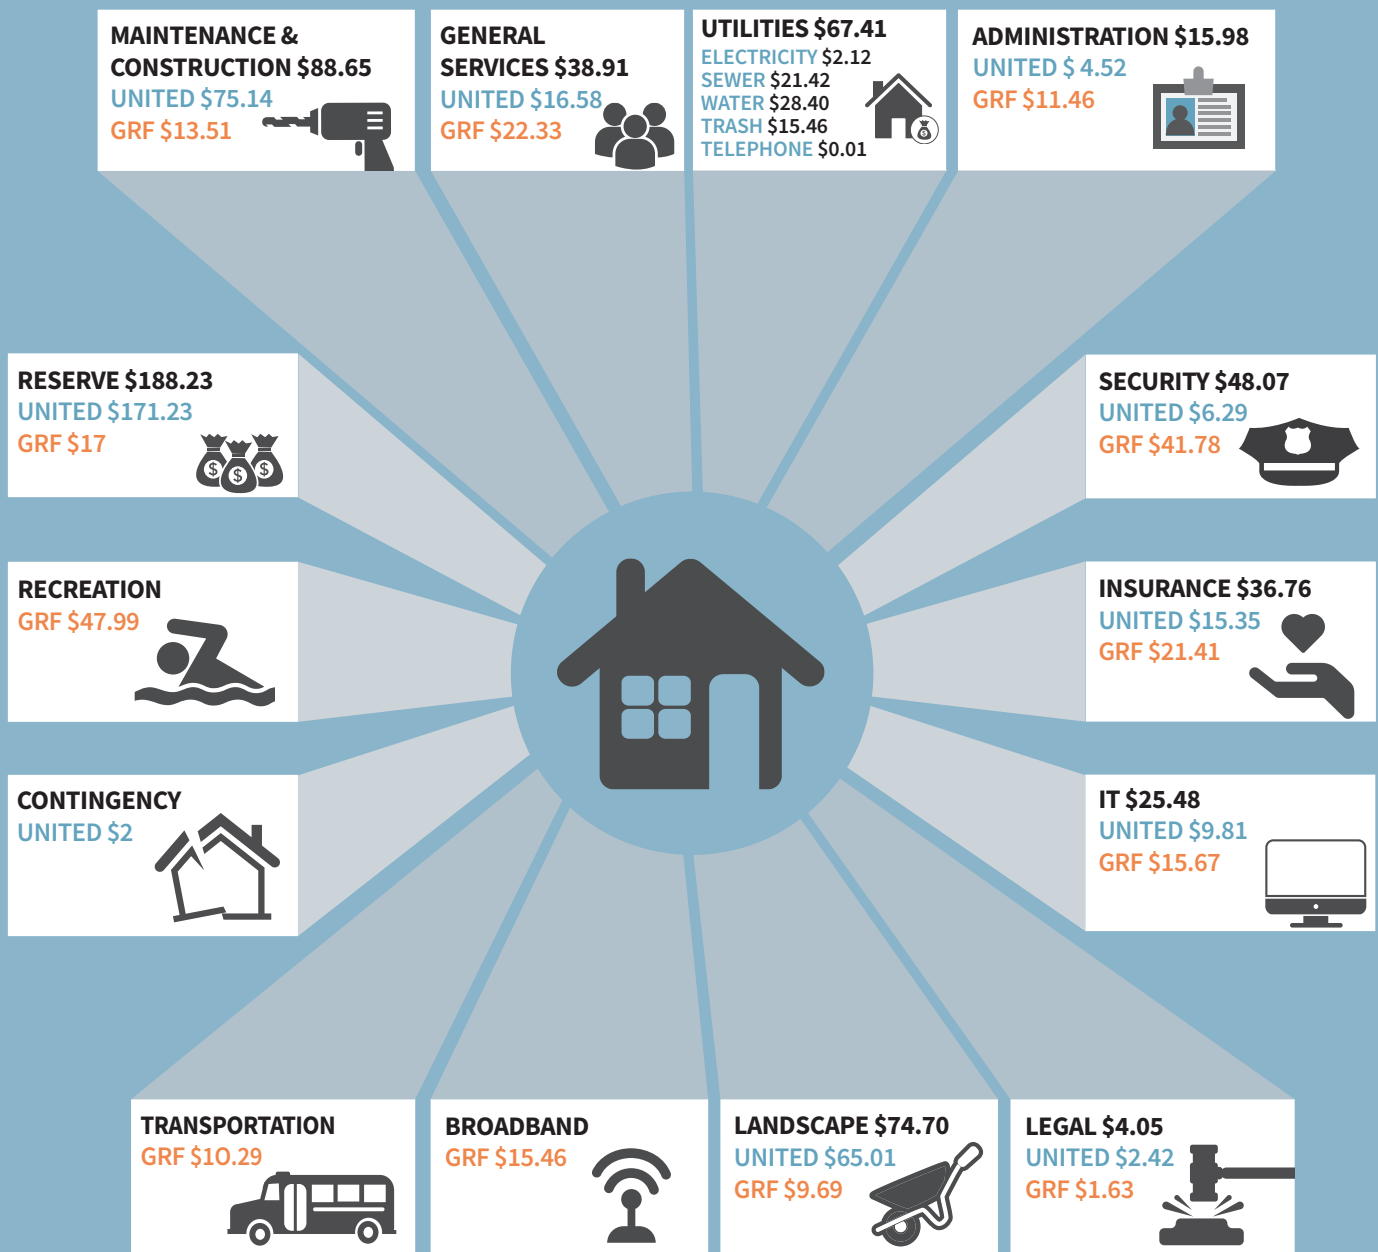 MAINTENANCE &
CONSTRUCTION $88.65
UNITED $75.14
GRF $13.51
GENERAL
SERVICES $38.91
UNITED $16.58
GRF $22.33
UTILITIES $67.41
ELECTRICITY $2.12
SEWER $21.42
WATER $28.40
TRASH $15.46
TELEPHONE $0.01
ADMINISTRATION $15.98
UNITED $ 4.52
GRF $11.46
RESERVE $188.23
UNITED $171.23
GRF $17
$ $ $
SECURITY $48.07
UNITED $6.29
GRF $41.78
RECREATION
GRF $47.99
INSURANCE $36.76
UNITED $15.35
GRF $21.41
CONTINGENCY
UNITED $2
IT $25.48
UNITED $9.81
GRF $15.67
TRANSPORTATION
GRF $10.29
BROADBAND
GRF $15.46
LANDSCAPE $74.70
UNITED $65.01
GRF $9.69
LEGAL $4.05
UNITED $2.42
GRF $1.63